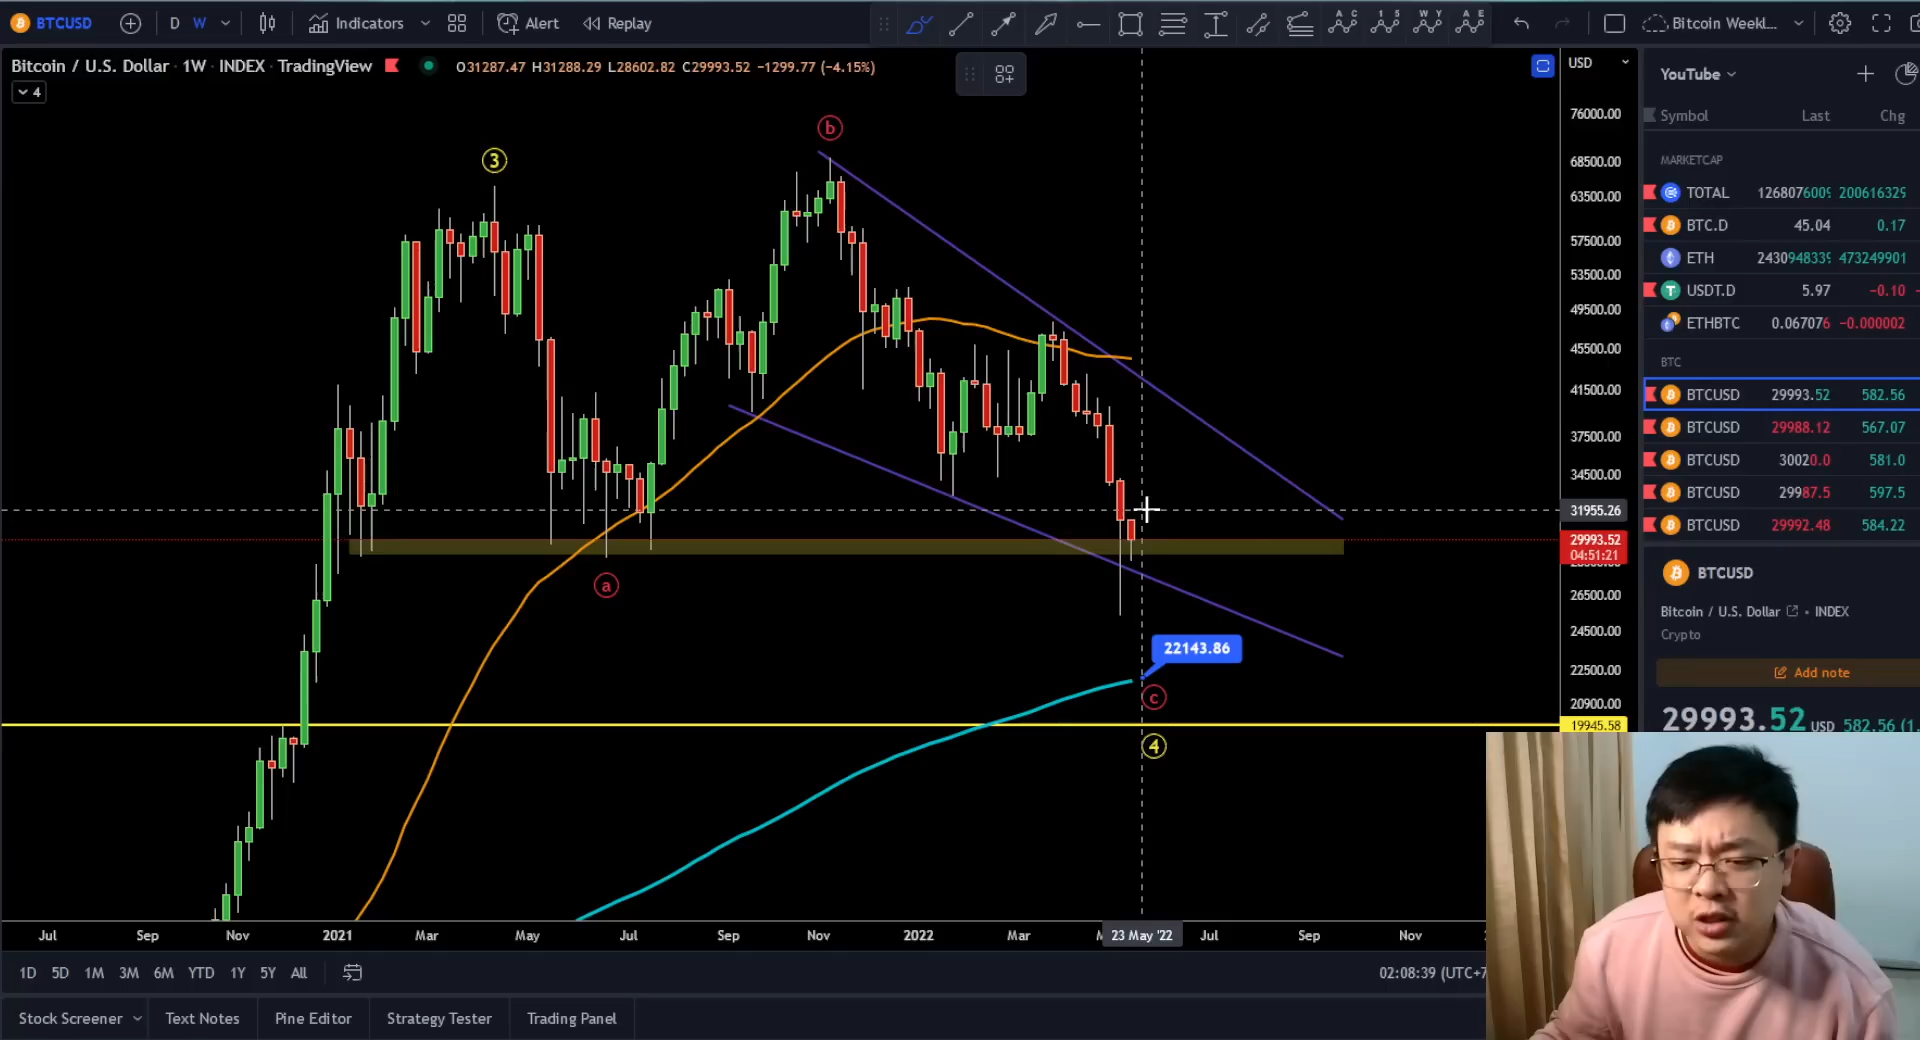 BTCUSD D W Indicators Alert Replay Bitcoin Weekl...
Bitcoin / U.S. Dollar · 1W · INDEX · TradingView O31287.47 H31288.29 L28602.82 C29993.52 −1299.77 (−4.15%)
4
3
b
a
c
4
22143.86
USD
76000.00
68500.00
63500.00
57500.00
53500.00
49500.00
45500.00
41500.00
37500.00
34500.00
31955.26
29993.52
04:51:21
26500.00
24500.00
22500.00
20900.00
19945.58
YouTube
Symbol Last Chg
MARKETCAP
TOTAL
BTC.D 45.04 0.17
ETH
USDT.D 5.97 −0.10
ETHBTC 0.067076 −0.000002
BTC
BTCUSD 29993.52 582.56
BTCUSD 29988.12 567.07
BTCUSD 30020.0 581.0
BTCUSD 29987.5 597.5
BTCUSD 29992.48 584.22
BTCUSD
Bitcoin / U.S. Dollar • INDEX
Crypto
Add note
29993.52 USD 582.56 (1.
Jul Sep Nov 2021 Mar May Jul Sep Nov 2022 Mar 23 May '22 Jul Sep Nov
1D 5D 1M 3M 6M YTD 1Y 5Y All 02:08:39 (UTC+7
Stock Screener Text Notes Pine Editor Strategy Tester Trading Panel